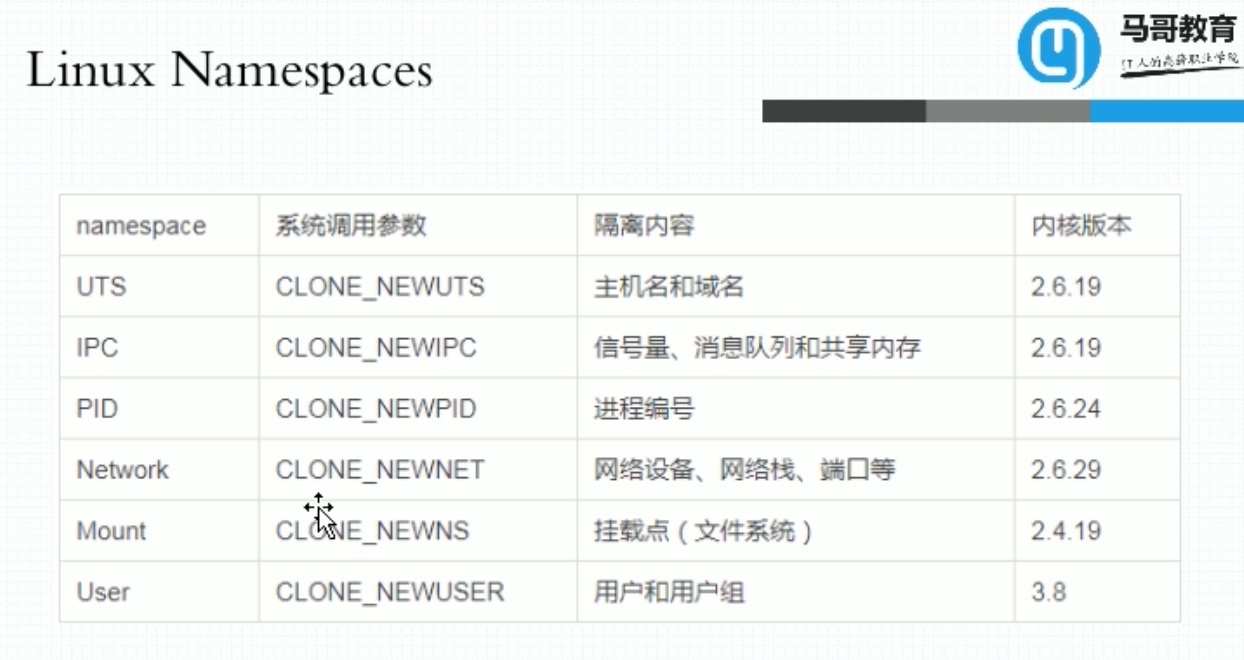 Linux Namespaces
马哥教育
IT人的高薪职业学院
namespace 系统调用参数 隔离内容 内核版本
UTS CLONE_NEWUTS 主机名和域名 2.6.19
IPC CLONE_NEWIPC 信号量、消息队列和共享内存 2.6.19
PID CLONE_NEWPID 进程编号 2.6.24
Network CLONE_NEWNET 网络设备、网络栈、端口等 2.6.29
Mount CLONE_NEWNS 挂载点（文件系统） 2.4.19
User CLONE_NEWUSER 用户和用户组 3.8